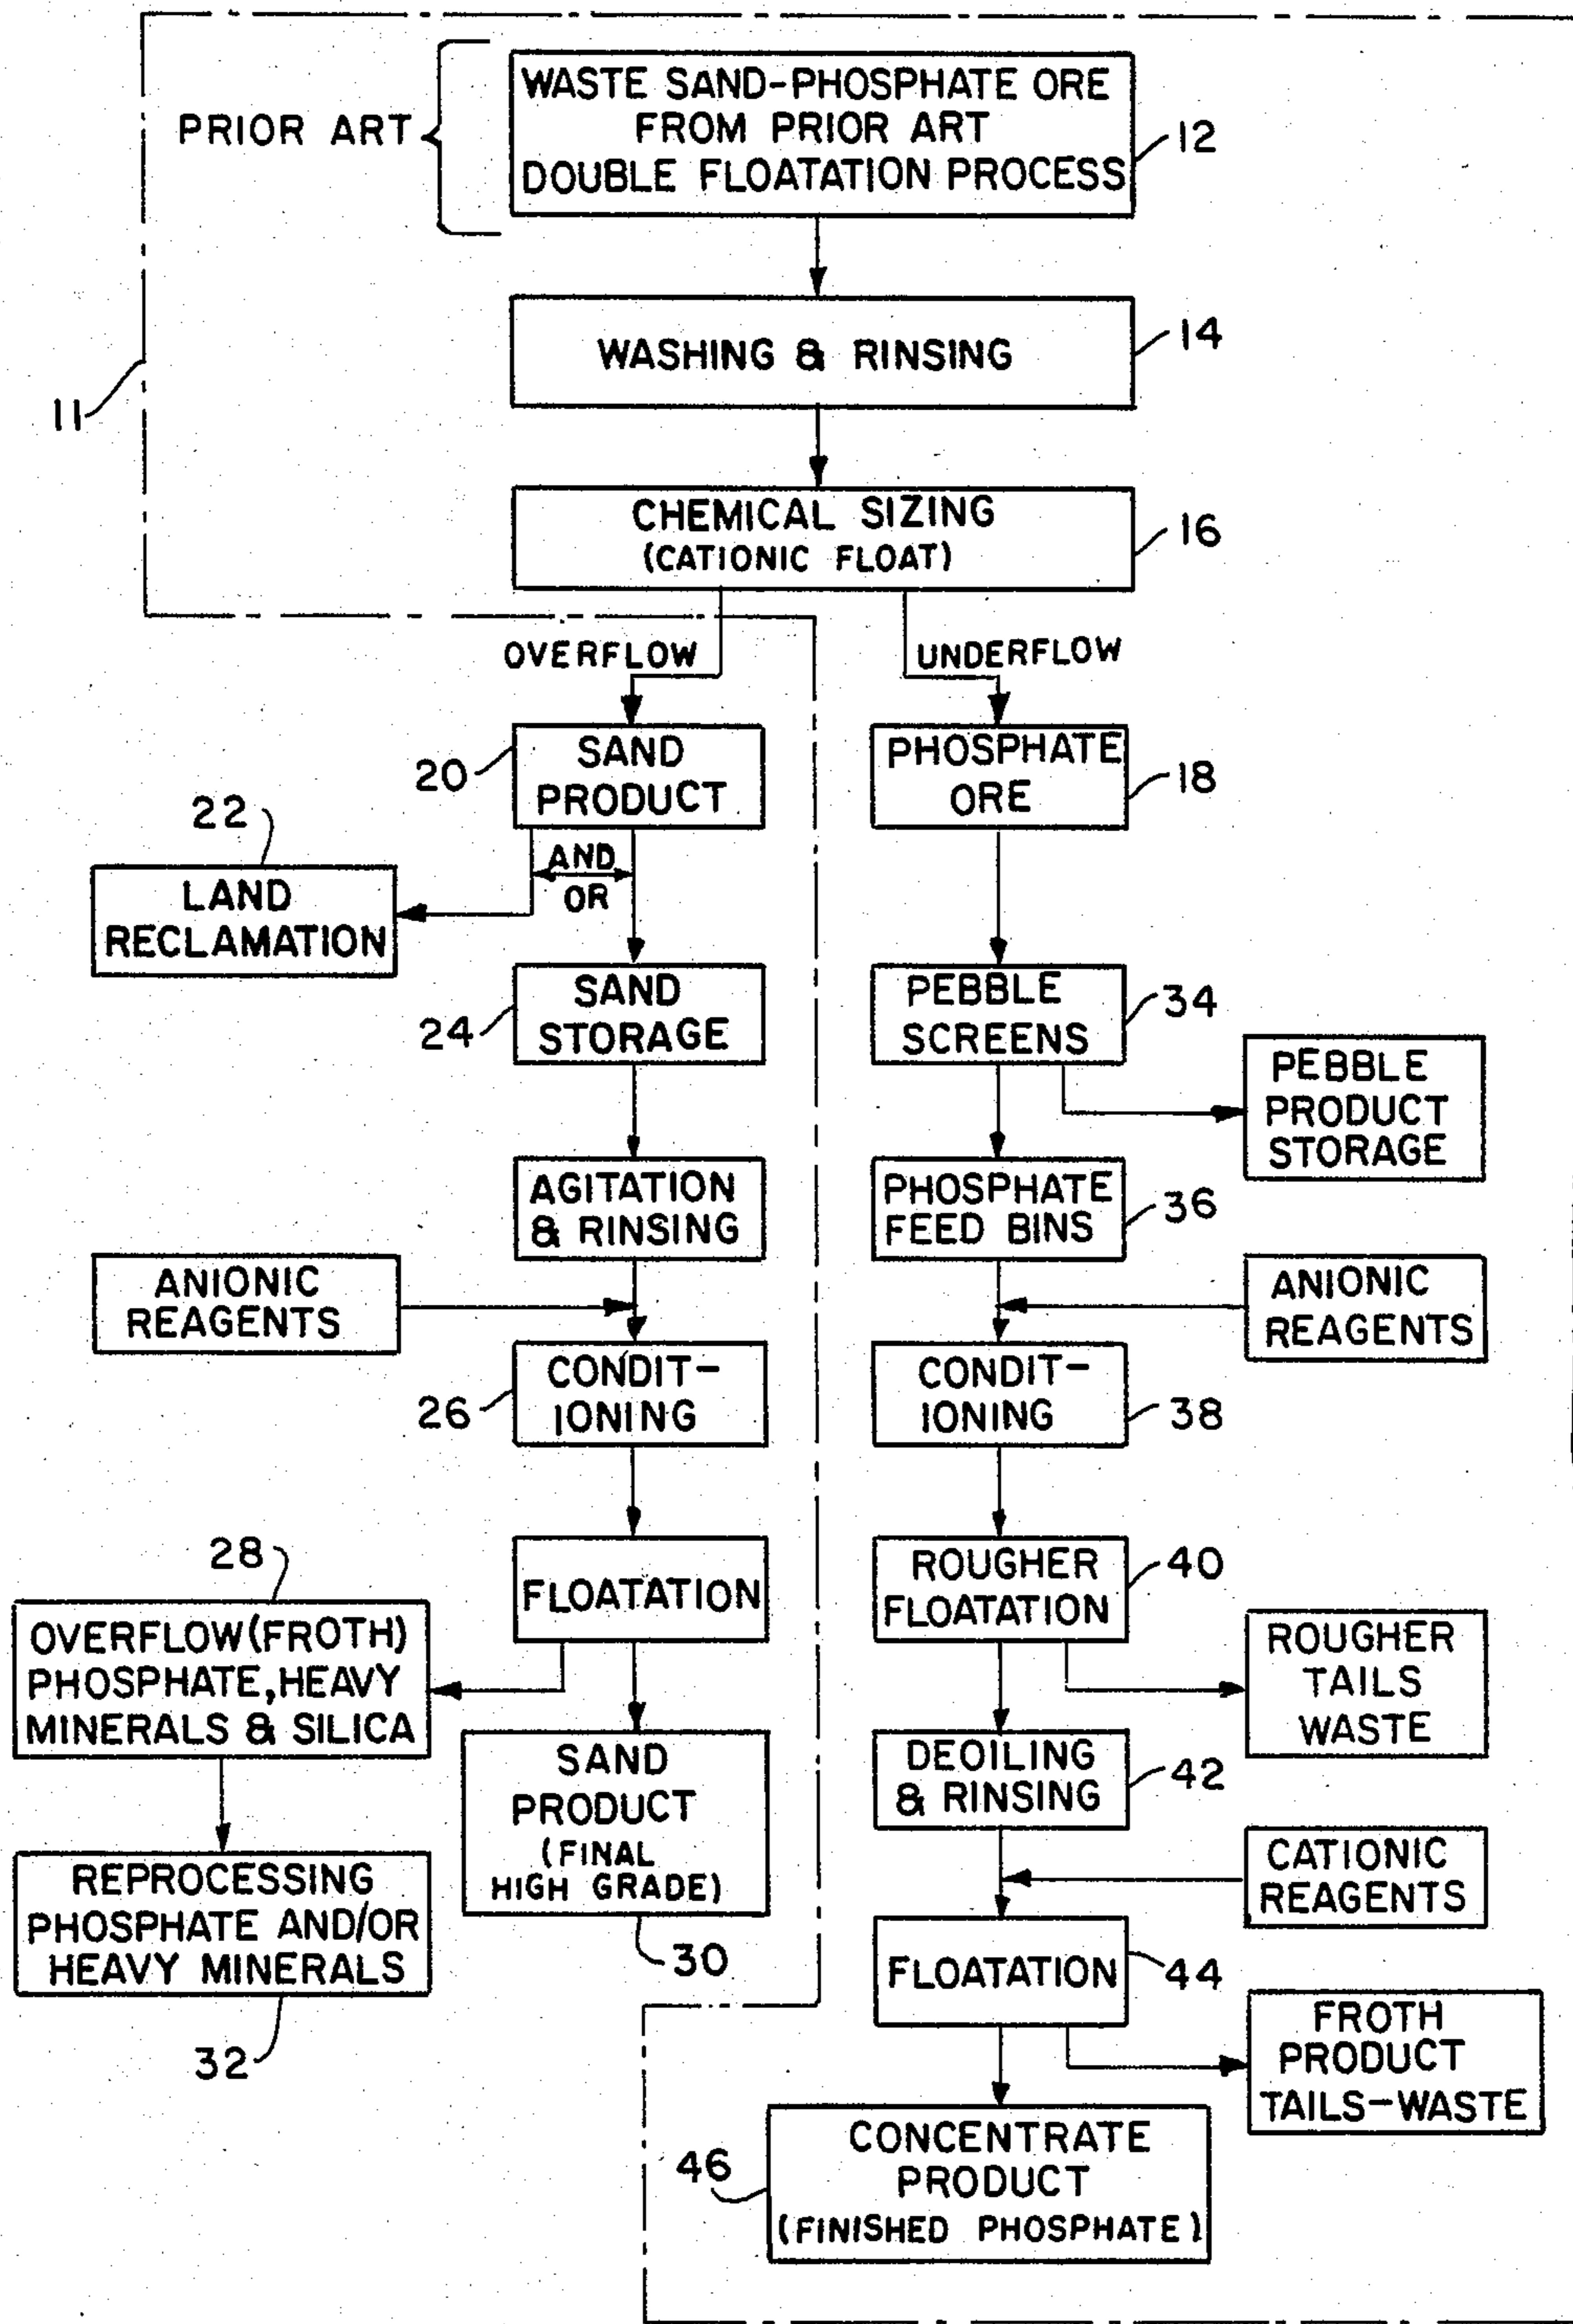 PRIOR ART
WASTE SAND-PHOSPHATE ORE
FROM PRIOR ART
DOUBLE FLOATATION PROCESS
12
WASHING & RINSING
14
11
CHEMICAL SIZING
(CATIONIC FLOAT)
16
OVERFLOW
UNDERFLOW
20
SAND
PRODUCT
PHOSPHATE
ORE
18
22
AND
OR
LAND
RECLAMATION
24
SAND
STORAGE
PEBBLE
SCREENS
34
PEBBLE
PRODUCT
STORAGE
AGITATION
& RINSING
PHOSPHATE
FEED BINS
36
ANIONIC
REAGENTS
ANIONIC
REAGENTS
26
CONDIT-
IONING
CONDIT-
IONING
38
28
FLOATATION
ROUGHER
FLOATATION
40
OVERFLOW(FROTH)
PHOSPHATE, HEAVY
MINERALS & SILICA
ROUGHER
TAILS
WASTE
SAND
PRODUCT
(FINAL
HIGH GRADE)
30
DEOILING
& RINSING
42
CATIONIC
REAGENTS
REPROCESSING
PHOSPHATE AND/OR
HEAVY MINERALS
32
FLOATATION
44
FROTH
PRODUCT
TAILS-WASTE
46
CONCENTRATE
PRODUCT
(FINISHED PHOSPHATE)